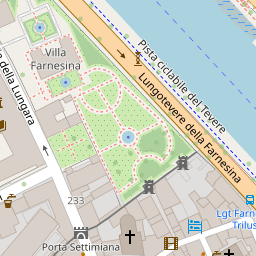 Villa
Farnesina
Pista ciclabile del Tevere
Lungotevere della Farnesina
e della Lungara
233
Porta Settimiana
Lgt Farn
Trilus